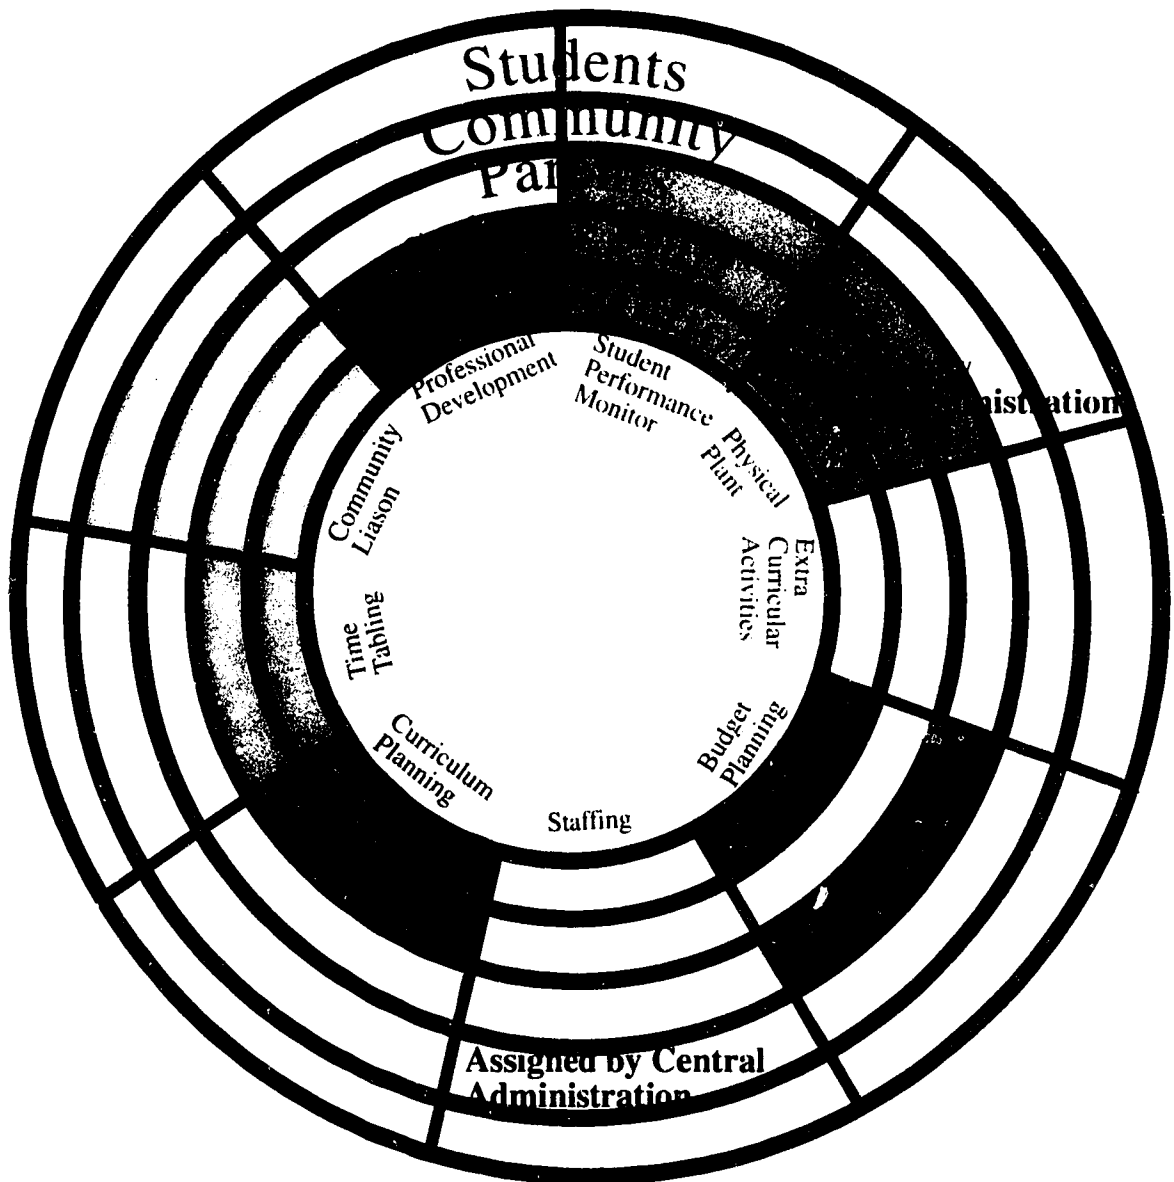 Students
Community
Professional
Development
Student
Performance
Monitor
Physical
Plant
Extra
Curricular
Activities
Budget
Planning
Staffing
Curriculum
Planning
Time
Tabling
Community
Liason
Assigned by Central
Administration